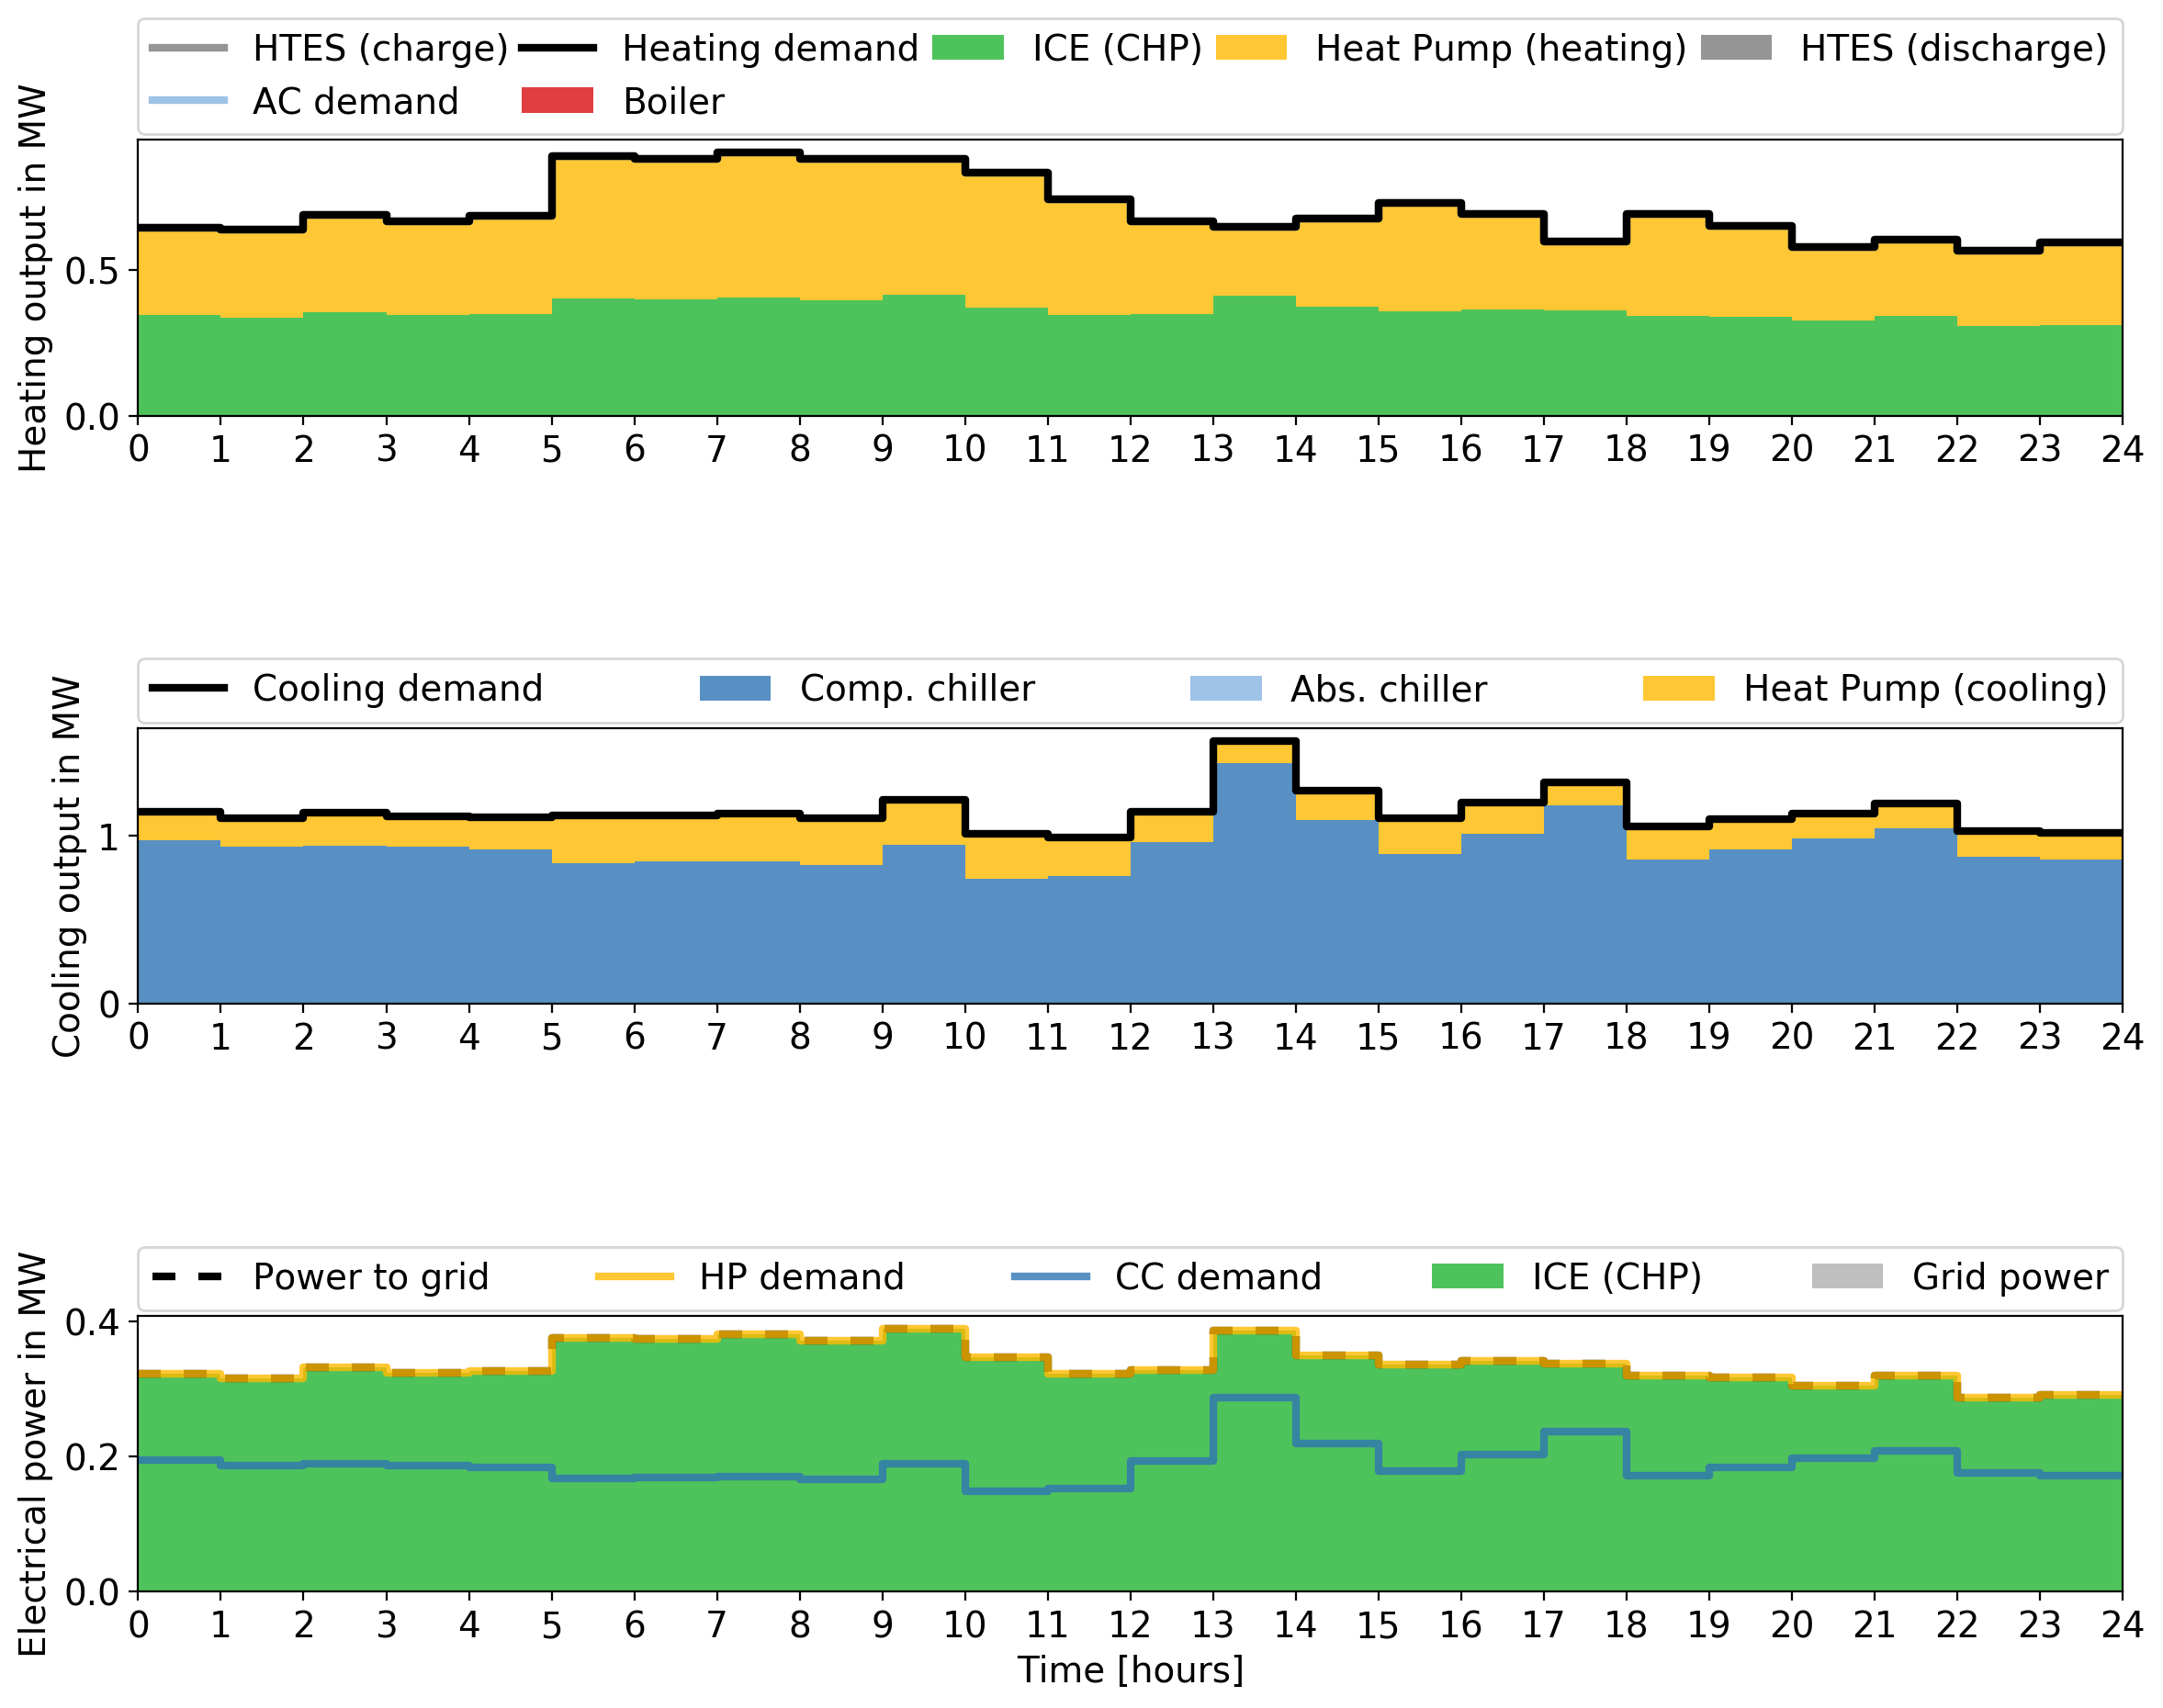 HTES (charge) Heating demand ICE (CHP) Heat Pump (heating) HTES (discharge)
AC demand Boiler
Heating output in MW
0.5
0.0
0 1 2 3 4 5 6 7 8 9 10 11 12 13 14 15 16 17 18 19 20 21 22 23 24
Cooling demand Comp. chiller Abs. chiller Heat Pump (cooling)
Cooling output in MW
1
0
0 1 2 3 4 5 6 7 8 9 10 11 12 13 14 15 16 17 18 19 20 21 22 23 24
Power to grid HP demand CC demand ICE (CHP) Grid power
Electrical power in MW
0.4
0.2
0.0
0 1 2 3 4 5 6 7 8 9 10 11 12 13 14 15 16 17 18 19 20 21 22 23 24
Time [hours]